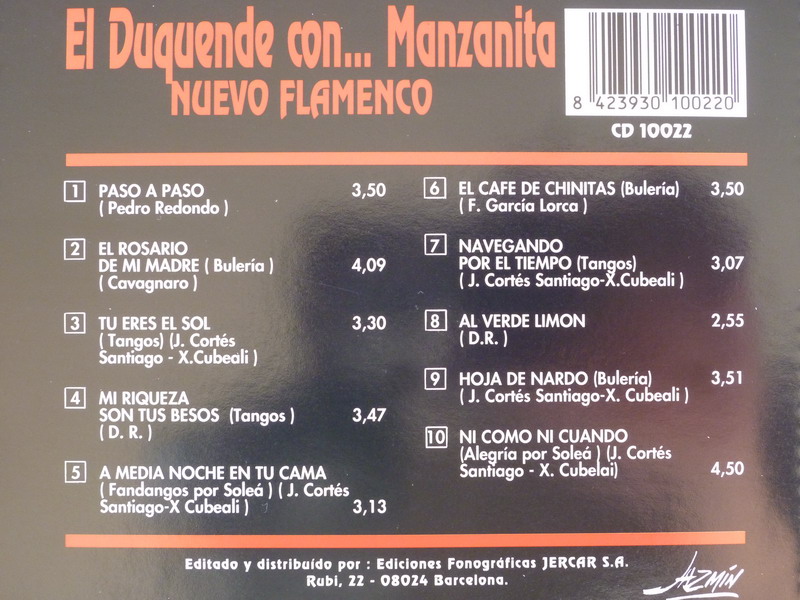 El Duquende con... Manzanita
NUEVO FLAMENCO
8 423930 100220
CD 10022
1 PASO A PASO 3,50
( Pedro Redondo )
2 EL ROSARIO
DE MI MADRE ( Bulería ) 4,09
( Cavagnaro )
3 TU ERES EL SOL 3,30
( Tangos) (J. Cortés
Santiago - X.Cubeali )
4 MI RIQUEZA
SON TUS BESOS (Tangos ) 3,47
( D. R. )
5 A MEDIA NOCHE EN TU CAMA
( Fandangos por Soleá ) ( J. Cortés
Santiago-X Cubeali ) 3,13
6 EL CAFE DE CHINITAS (Bulería) 3,50
( F. García Lorca )
7 NAVEGANDO
POR EL TIEMPO (Tangos) 3,07
( J. Cortés Santiago-X.Cubeali )
8 AL VERDE LIMON 2,55
( D.R. )
9 HOJA DE NARDO (Bulería) 3,51
( J. Cortés Santiago-X. Cubeali )
10 NI COMO NI CUANDO
(Alegría por Soleá ) (J. Cortés
Santiago - X. Cubelai) 4,50
Editado y distribuído por : Ediciones Fonográficas JERCAR S.A.
Rubi, 22 - 08024 Barcelona.
JAZMÍN